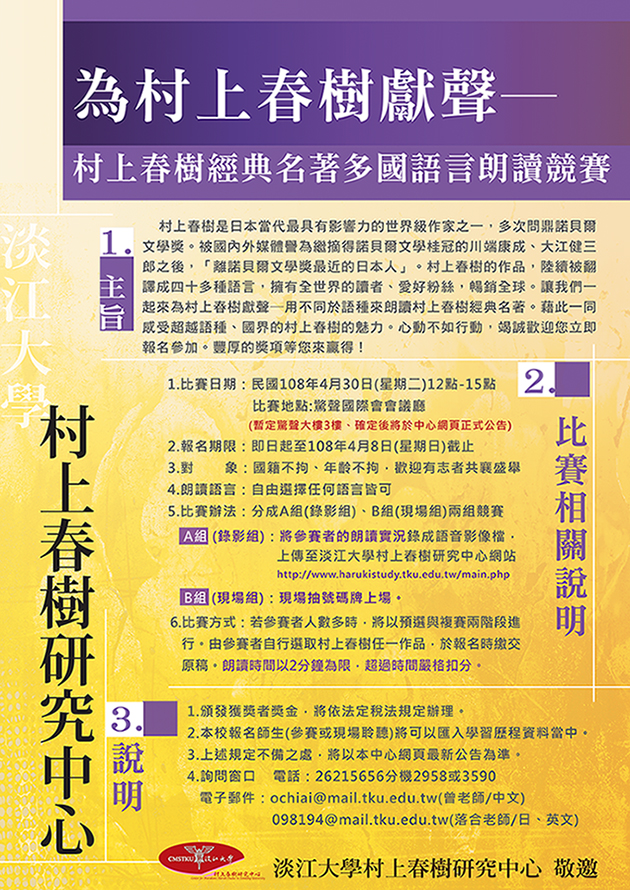 為村上春樹獻聲—
村上春樹經典名著多國語言朗讀競賽
淡江大學
村上春樹研究中心
1.
主旨
村上春樹是日本當代最具有影響力的世界級作家之一，多次問鼎諾貝爾
文學獎。被國內外媒體譽為繼摘得諾貝爾文學桂冠的川端康成、大江健三
郎之後，「離諾貝爾文學獎最近的日本人」。村上春樹的作品，陸續被翻
譯成四十多種語言，擁有全世界的讀者、愛好粉絲，暢銷全球。讓我們一
起來為村上春樹獻聲─用不同於語種來朗讀村上春樹經典名著。藉此一同
感受超越語種、國界的村上春樹的魅力。心動不如行動，竭誠歡迎您立即
報名參加。豐厚的獎項等您來贏得！
2.
比賽相關說明
1.比賽日期：民國108年4月30日(星期二)12點-15點
比賽地點:驚聲國際會會議廳
(暫定驚聲大樓3樓、確定後將於中心網頁正式公告)
2.報名期限：即日起至108年4月8日(星期日)截止
3.對　　象：國籍不拘、年齡不拘，歡迎有志者共襄盛舉
4.朗讀語言：自由選擇任何語言皆可
5.比賽辦法：分成A組(錄影組)、B組(現場組)兩組競賽
A組 (錄影組)：將參賽者的朗讀實況錄成語音影像檔，
上傳至淡江大學村上春樹研究中心網站
http://www.harukistudy.tku.edu.tw/main.php
B組 (現場組)：現場抽號碼牌上場。
6.比賽方式：若參賽者人數多時，將以預選與複賽兩階段進
行。由參賽者自行選取村上春樹任一作品，於報名時繳交
原稿。朗讀時間以2分鐘為限，超過時間嚴格扣分。
3.
說明
1.頒發獲獎者獎金，將依法定稅法規定辦理。
2.本校報名師生(參賽或現場聆聽)將可以匯入學習歷程資料當中。
3.上述規定不備之處，將以本中心網頁最新公告為準。
4.詢問窗口　電話：26215656分機2958或3590
電子郵件：ochiai@mail.tku.edu.tw(曾老師/中文)
098194@mail.tku.edu.tw(落合老師/日、英文)
CMSTKU 淡江大學
村上春樹研究中心
淡江大學村上春樹研究中心 敬邀